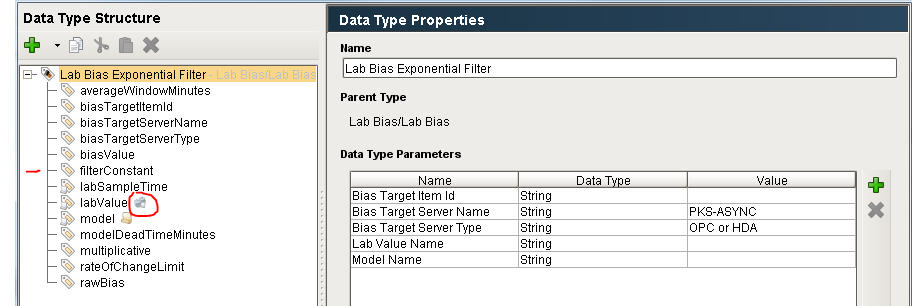 Data Type Structure
Lab Bias Exponential Filter - Lab Bias/Lab Bias
averageWindowMinutes
biasTargetItemId
biasTargetServerName
biasTargetServerType
biasValue
filterConstant
labSampleTime
labValue
model
modelDeadTimeMinutes
multiplicative
rateOfChangeLimit
rawBias
Data Type Properties
Name
Lab Bias Exponential Filter
Parent Type
Lab Bias/Lab Bias
Data Type Parameters
Name Data Type Value
Bias Target Item Id String
Bias Target Server Name String PKS-ASYNC
Bias Target Server Type String OPC or HDA
Lab Value Name String
Model Name String